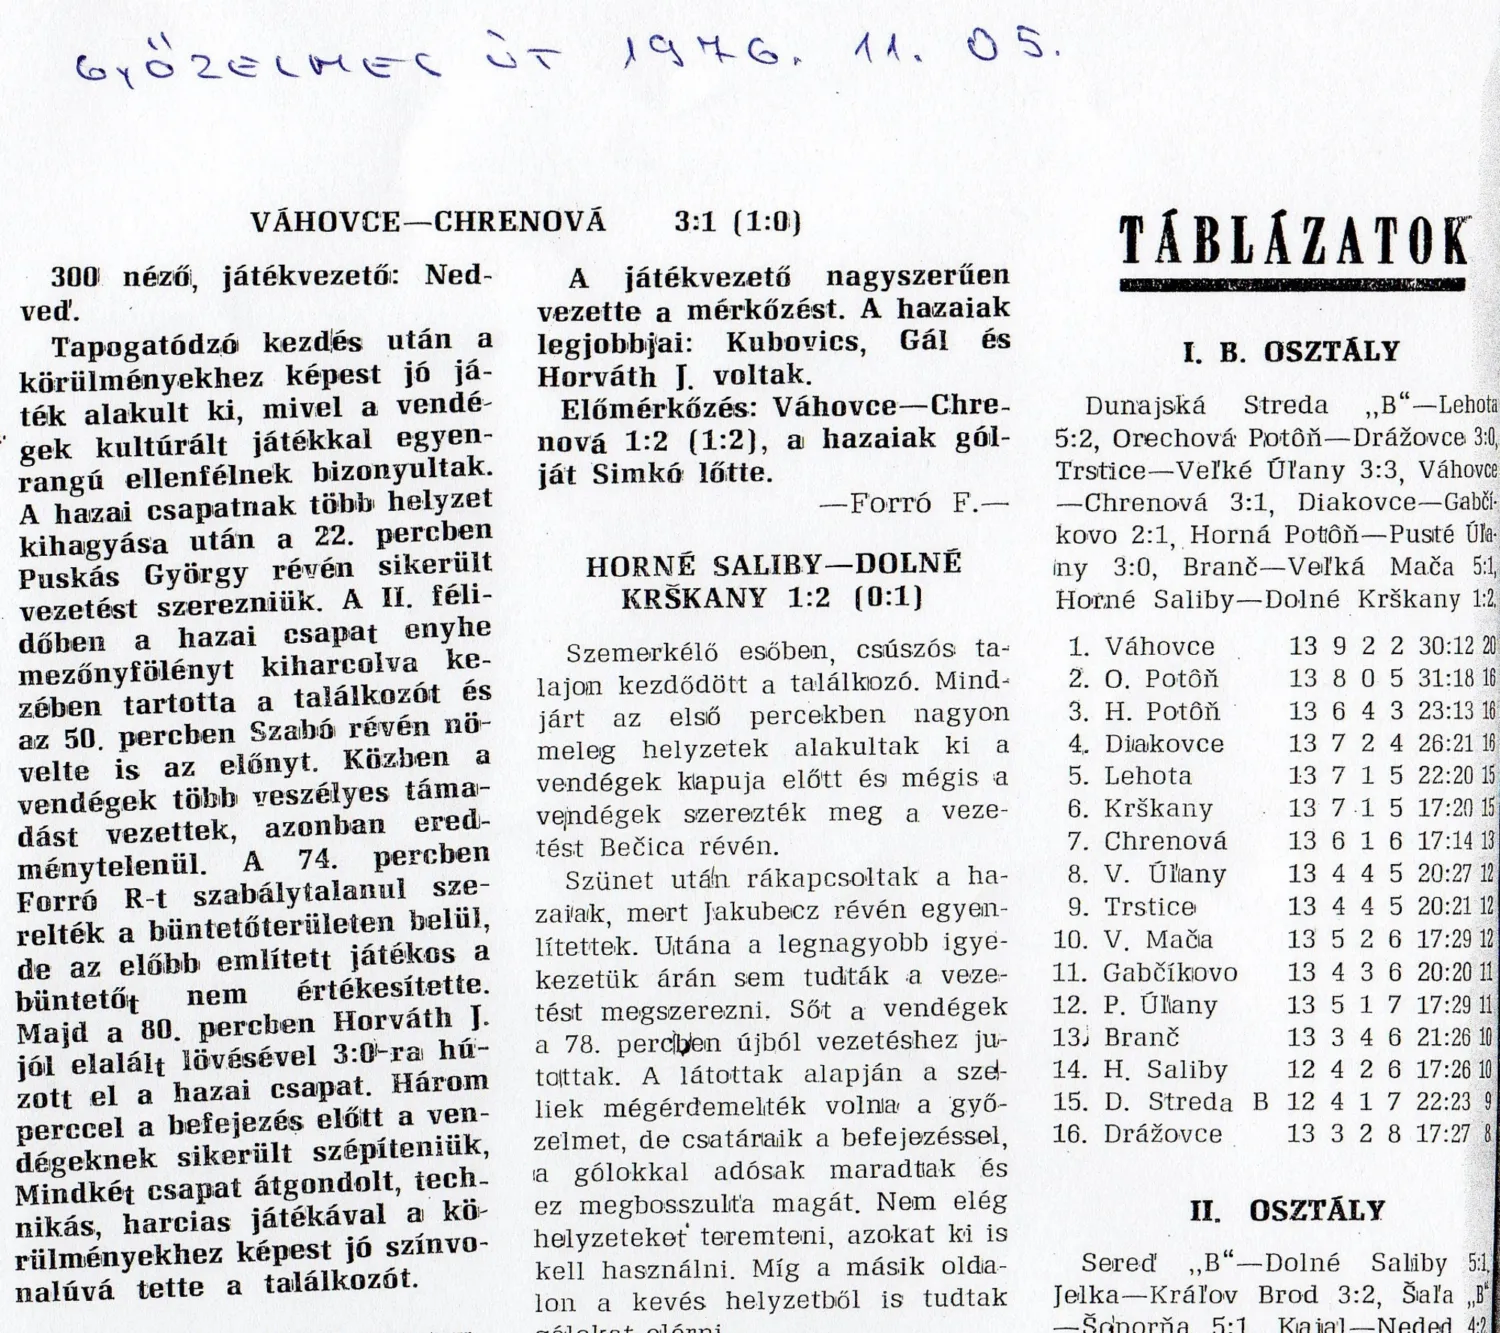 GYŐZELMEC ÚT 1976. 11. 05.
VÁHOVCE—CHRENOVÁ 3:1 (1:0)
300 néző, játékvezető: Ned-
veď.
Tapogatódzó kezdés után a
körülményekhez képest jó já-
ték alakult ki, mivel a vendé-
gek kultúrált játékkal egyen-
rangú ellenfélnek bizonyultak.
A hazai csapatnak több helyzet
kihagyása után a 22. percben
Puskás György révén sikerült
vezetést szerezniük. A II. féli-
dőben a hazai csapat enyhe
mezőnyfölényt kiharcolva ke-
zében tartotta a találkozót és
az 50. percben Szabó révén nö-
velte is az előnyt. Közben a
vendégek több veszélyes táma-
dást vezettek, azonban ered-
ménytelenül. A 74. percben
Forró R-t szabálytalanul sze-
relték a büntetőterületen belül,
de az előbb említett játékos a
büntetőt nem értékesítette.
Majd a 80. percben Horváth J.
jól elalált lövésével 3:0-ra hú-
zott el a hazai csapat. Három
perccel a befejezés előtt a ven-
dégeknek sikerült szépíteniük,
Mindkét csapat átgondolt, tech-
nikás, harcias játékával a kö-
rülményekhez képest jó színvo-
nalúvá tette a találkozót.
A játékvezető nagyszerűen
vezette a mérkőzést. A hazaiak
legjobbjai: Kubovics, Gál és
Horváth J. voltak.
Előmérkőzés: Váhovce—Chre-
nová 1:2 (1:2), a hazaiak gól-
ját Simkó lőtte.
—Forró F.—
HORNÉ SALIBY—DOLNÉ
KRŠKANY 1:2 (0:1)
Szemerkélő esőben, csúszós ta-
lajon kezdődött a találkozó. Mind-
járt az első percekben nagyon
meleg helyzetek alakultak ki a
vendégek kapuja előtt és mégis a
vendégek szerezték meg a veze-
tést Bečica révén.
Szünet után rákapcsoltak a ha-
zaiak, mert Jakubecz révén egyen-
lítettek. Utána a legnagyobb igye-
kezetük árán sem tudták a veze-
tést megszerezni. Sőt a vendégek
a 78. percben újból vezetéshez ju-
tottak. A látottak alapján a szel-
liek mégérdemelték volna a győ-
zelmet, de csatáraik a befejezéssel,
a gólokkal adósak maradtak és
ez megbosszulta magát. Nem elég
helyzeteket teremteni, azokat ki is
kell használni. Míg a másik olda-
lon a kevés helyzetből is tudtak
gólokat elérni.
TÁBLÁZATOK
I. B. OSZTÁLY
Dunajská Streda „B“—Lehota
5:2, Orechová Potôň—Drážovce 3:0,
Trstice—Veľké Úľany 3:3, Váhovce
—Chrenová 3:1, Diakovce—Gabčí-
kovo 2:1, Horná Potôň—Pusté Úľa-
ny 3:0, Branč—Veľká Mača 5:1,
Horné Saliby—Dolné Krškany 1:2.
1. Váhovce 13 9 2 2 30:12 20
2. O. Potôň 13 8 0 5 31:18 16
3. H. Potôň 13 6 4 3 23:13 16
4. Diakovce 13 7 2 4 26:21 16
5. Lehota 13 7 1 5 22:20 15
6. Krškany 13 7 1 5 17:20 15
7. Chrenová 13 6 1 6 17:14 13
8. V. Úľany 13 4 4 5 20:27 12
9. Trstice 13 4 4 5 20:21 12
10. V. Mača 13 5 2 6 17:29 12
11. Gabčíkovo 13 4 3 6 20:20 11
12. P. Úľany 13 5 1 7 17:29 11
13. Branč 13 3 4 6 21:26 10
14. H. Saliby 12 4 2 6 17:26 10
15. D. Streda B 12 4 1 7 22:23 9
16. Drážovce 13 3 2 8 17:27 8
II. OSZTÁLY
Sereď „B“—Dolné Saliby 5:1,
Jelka—Kráľov Brod 3:2, Šaľa „B“
—Šoporňa 5:1, Kajal—Neded 4:2